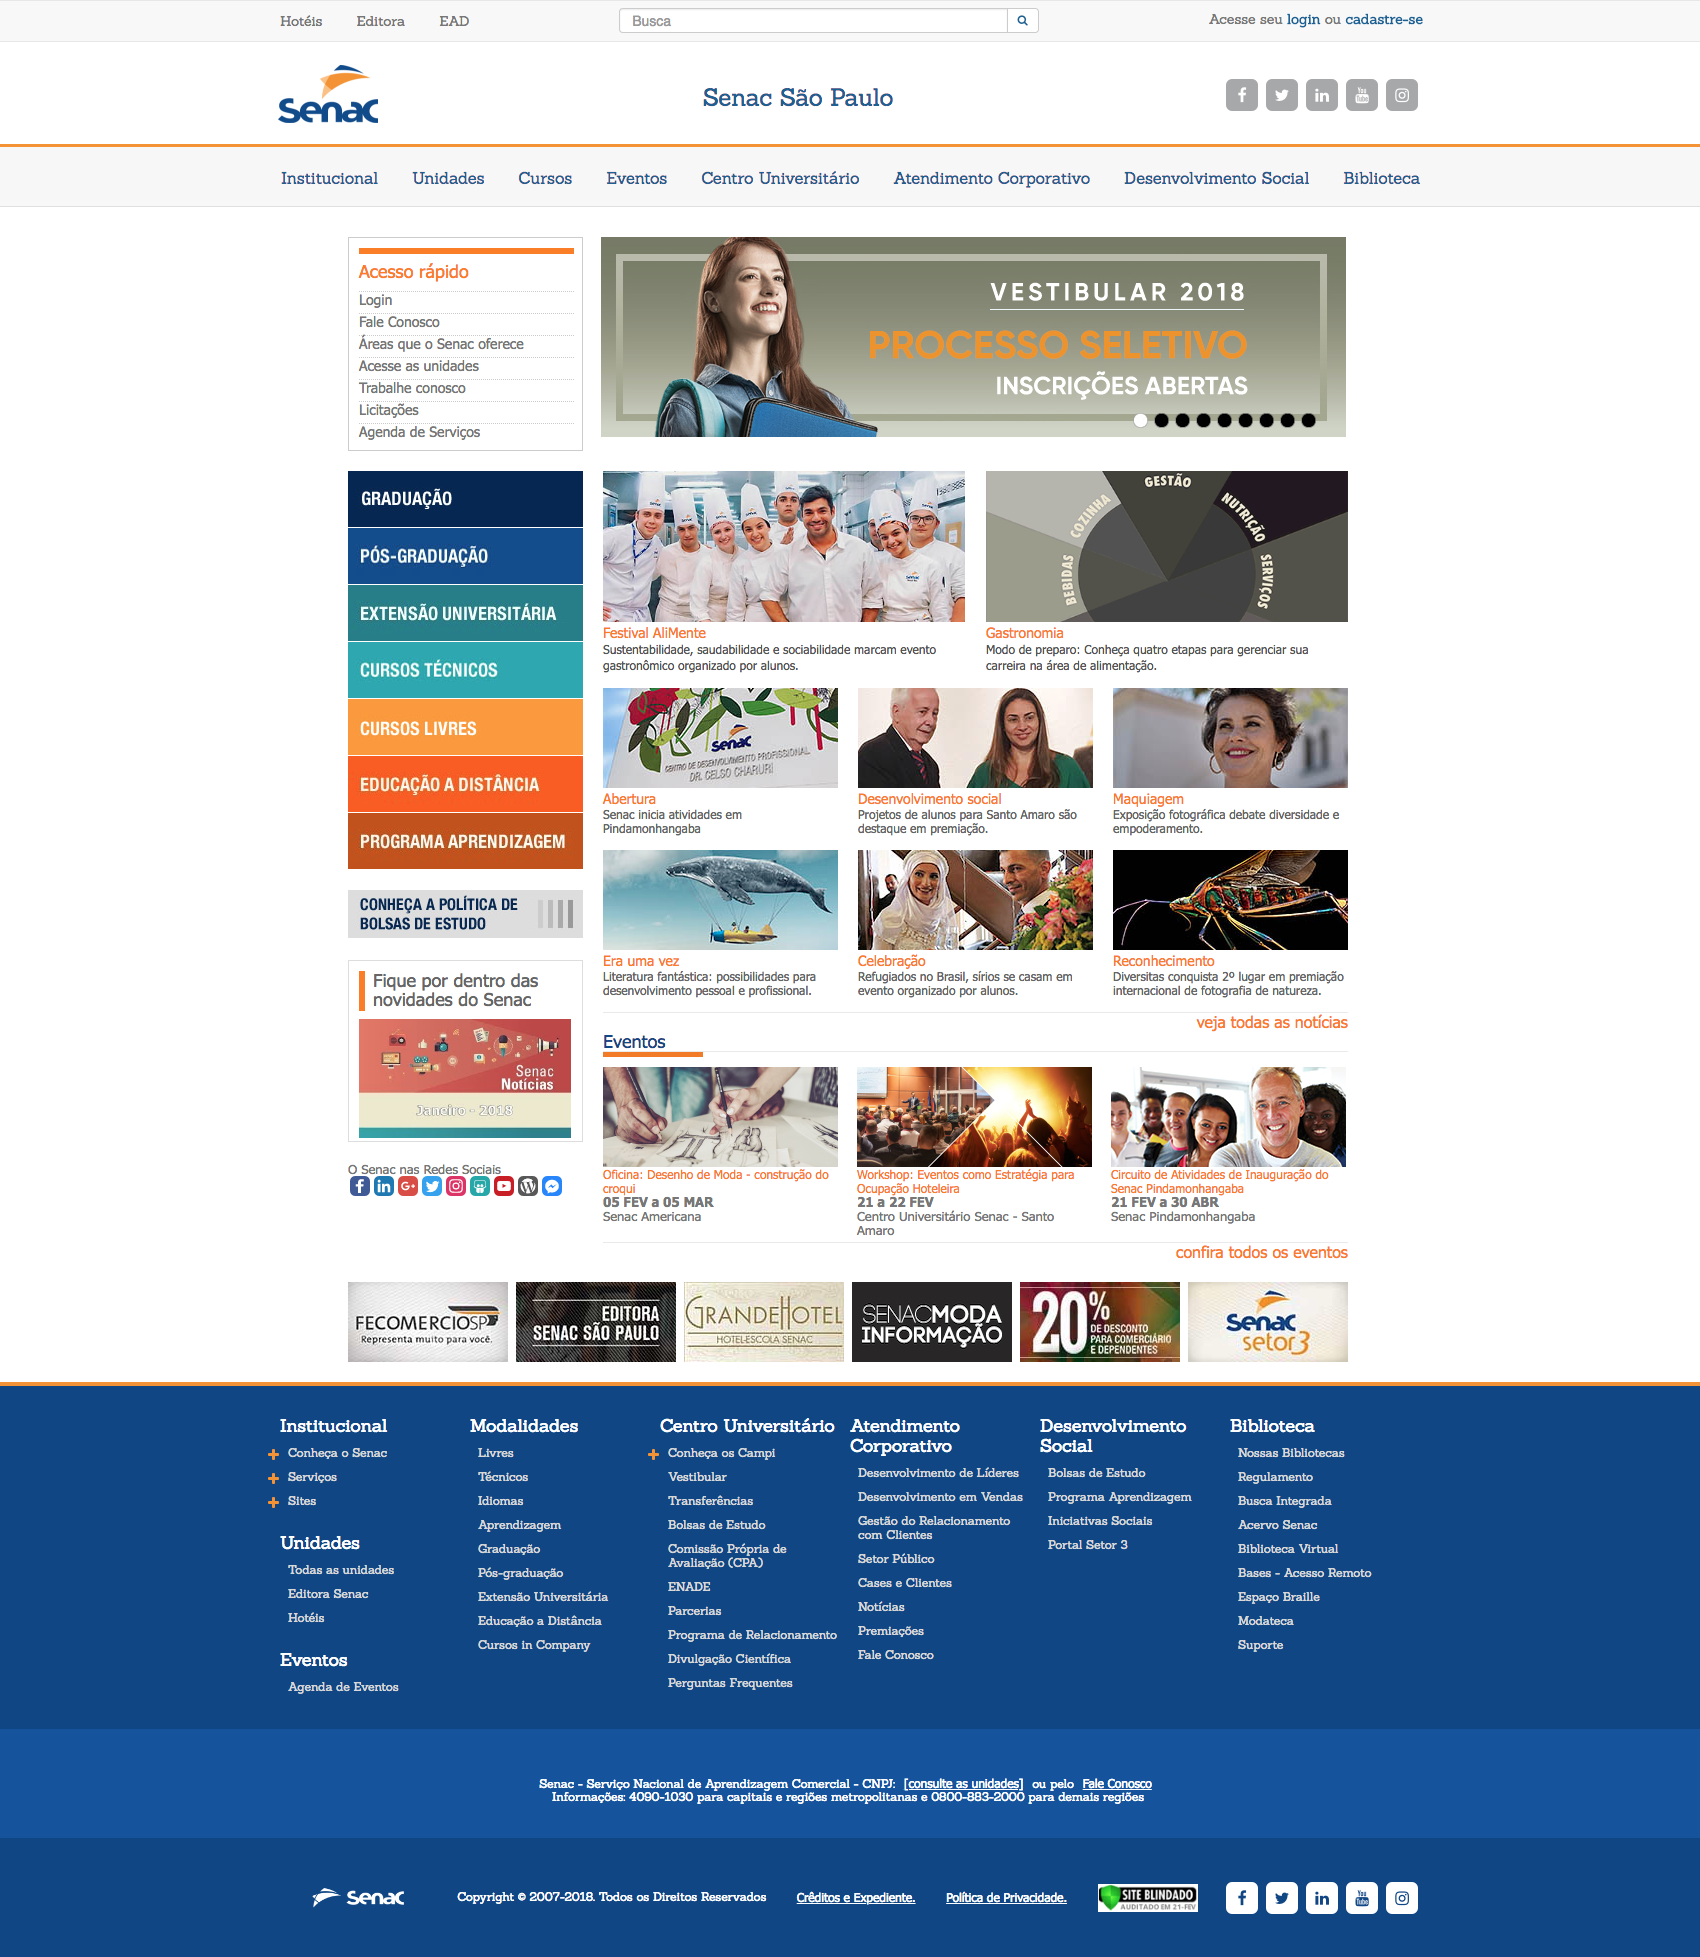 Hotéis Editora EAD
Busca
Acesse seu login ou cadastre-se
Senac
Senac São Paulo
Institucional Unidades Cursos Eventos Centro Universitário Atendimento Corporativo Desenvolvimento Social Biblioteca
Acesso rápido
Login
Fale Conosco
Áreas que o Senac oferece
Acesse as unidades
Trabalhe conosco
Licitações
Agenda de Serviços
VESTIBULAR 2018
PROCESSO SELETIVO
INSCRIÇÕES ABERTAS
GRADUAÇÃO
PÓS-GRADUAÇÃO
EXTENSÃO UNIVERSITÁRIA
CURSOS TÉCNICOS
CURSOS LIVRES
EDUCAÇÃO A DISTÂNCIA
PROGRAMA APRENDIZAGEM
CONHEÇA A POLÍTICA DE
BOLSAS DE ESTUDO
Fique por dentro das
novidades do Senac
Senac
Notícias
Janeiro - 2018
O Senac nas Redes Sociais
Festival AliMente
Sustentabilidade, saudabilidade e sociabilidade marcam evento
gastronômico organizado por alunos.
BEBIDAS COZINHA GESTÃO NUTRIÇÃO SERVIÇOS
Gastronomia
Modo de preparo: Conheça quatro etapas para gerenciar sua
carreira na área de alimentação.
Senac
CENTRO DE DESENVOLVIMENTO PROFISSIONAL
DR. CELSO CHARURI
Abertura
Senac inicia atividades em
Pindamonhangaba
Desenvolvimento social
Projetos de alunos para Santo Amaro são
destaque em premiação.
Maquiagem
Exposição fotográfica debate diversidade e
empoderamento.
Era uma vez
Literatura fantástica: possibilidades para
desenvolvimento pessoal e profissional.
Celebração
Refugiados no Brasil, sírios se casam em
evento organizado por alunos.
Reconhecimento
Diversitas conquista 2º lugar em premiação
internacional de fotografia de natureza.
veja todas as notícias
Eventos
Oficina: Desenho de Moda - construção do
croqui
05 FEV a 05 MAR
Senac Americana
Workshop: Eventos como Estratégia para
Ocupação Hoteleira
21 a 22 FEV
Centro Universitário Senac - Santo
Amaro
Circuito de Atividades de Inauguração do
Senac Pindamonhangaba
21 FEV a 30 ABR
Senac Pindamonhangaba
confira todos os eventos
FECOMERCIOSP
Representa muito para você.
EDITORA
SENAC SÃO PAULO
GRANDEHOTEL
HOTEL-ESCOLA SENAC
SENACMODA
INFORMAÇÃO
20%
DE DESCONTO
PARA COMERCIÁRIO
E DEPENDENTES
Senac
setor3
Institucional
Conheça o Senac
Serviços
Sites
Unidades
Todas as unidades
Editora Senac
Hotéis
Eventos
Agenda de Eventos
Modalidades
Livres
Técnicos
Idiomas
Aprendizagem
Graduação
Pós-graduação
Extensão Universitária
Educação a Distância
Cursos in Company
Centro Universitário
Conheça os Campi
Vestibular
Transferências
Bolsas de Estudo
Comissão Própria de
Avaliação (CPA)
ENADE
Parcerias
Programa de Relacionamento
Divulgação Científica
Perguntas Frequentes
Atendimento
Corporativo
Desenvolvimento de Líderes
Desenvolvimento em Vendas
Gestão do Relacionamento
com Clientes
Setor Público
Cases e Clientes
Notícias
Premiações
Fale Conosco
Desenvolvimento
Social
Bolsas de Estudo
Programa Aprendizagem
Iniciativas Sociais
Portal Setor 3
Biblioteca
Nossas Bibliotecas
Regulamento
Busca Integrada
Acervo Senac
Biblioteca Virtual
Bases - Acesso Remoto
Espaço Braille
Modateca
Suporte
Senac - Serviço Nacional de Aprendizagem Comercial - CNPJ: [consulte as unidades] ou pelo Fale Conosco
Informações: 4090-1030 para capitais e regiões metropolitanas e 0800-883-2000 para demais regiões
Senac
Copyright © 2007-2018. Todos os Direitos Reservados
Créditos e Expediente.
Política de Privacidade.
SITE BLINDADO
AUDITADO EM 21-FEV